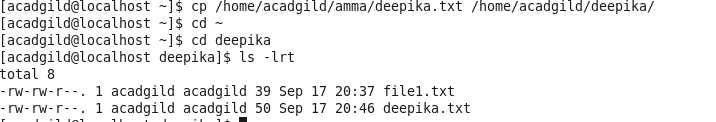 [acadgild@localhost ~]$ cp /home/acadgild/amma/deepika.txt /home/acadgild/deepika/
[acadgild@localhost ~]$ cd ~
[acadgild@localhost ~]$ cd deepika
[acadgild@localhost deepika]$ ls -lrt
total 8
-rw-rw-r--. 1 acadgild acadgild 39 Sep 17 20:37 file1.txt
-rw-rw-r--. 1 acadgild acadgild 50 Sep 17 20:46 deepika.txt